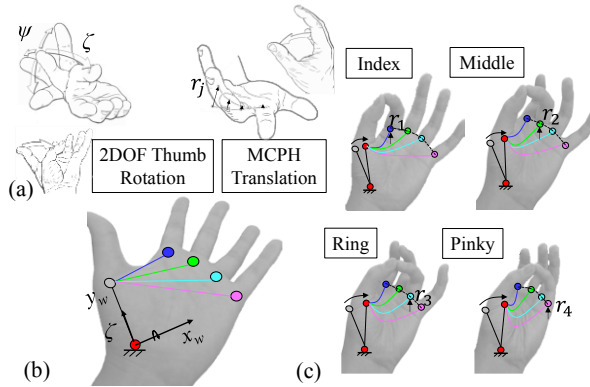 ψ
ζ
r_j
2DOF Thumb
Rotation
MCPH
Translation
(a)
Index
r_1
Middle
r_2
Ring
r_3
Pinky
r_4
y_w
ζ
x_w
(b)
(c)